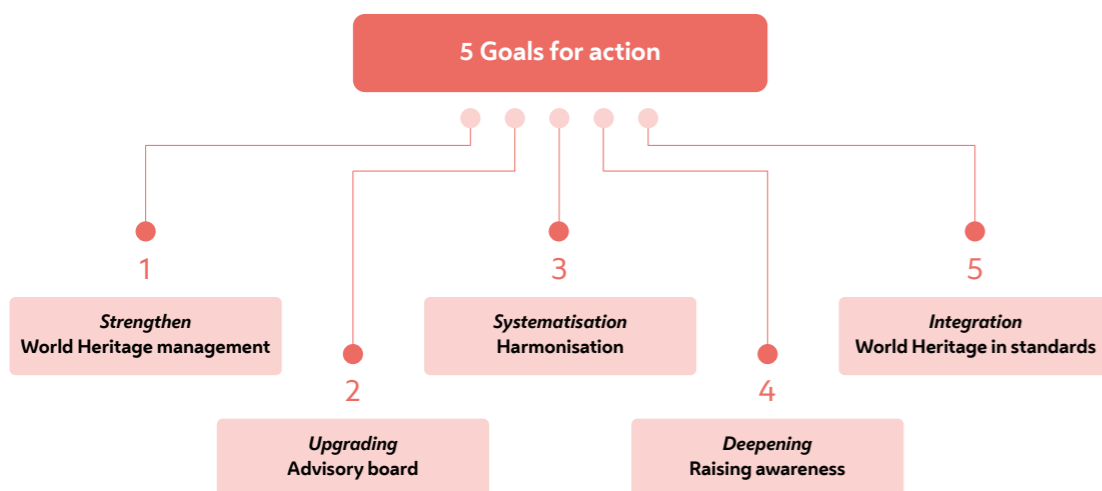 5 Goals for action
1
Strengthen
World Heritage management
2
Upgrading
Advisory board
3
Systematisation
Harmonisation
4
Deepening
Raising awareness
5
Integration
World Heritage in standards